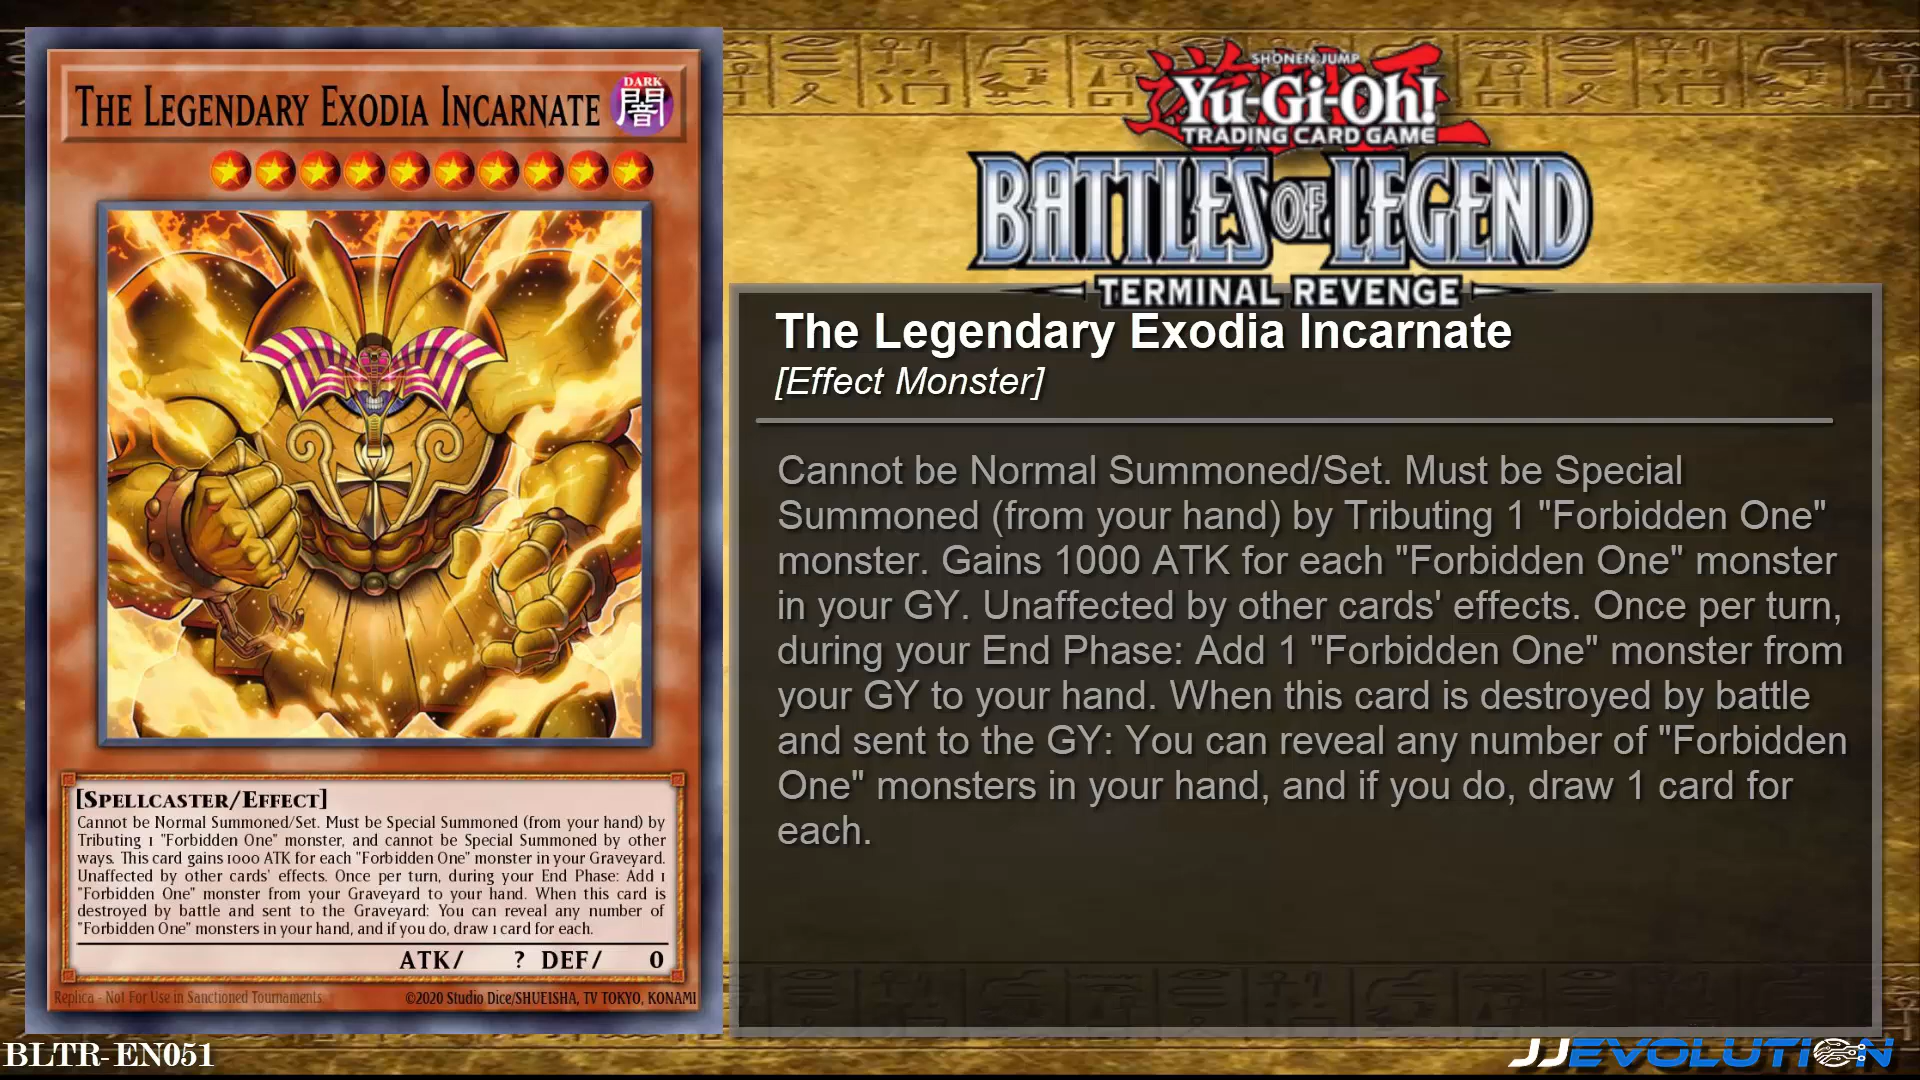 THE LEGENDARY EXODIA INCARNATE
DARK
闇
[SPELLCASTER/EFFECT]
Cannot be Normal Summoned/Set. Must be Special Summoned (from your hand) by
Tributing 1 "Forbidden One" monster, and cannot be Special Summoned by other
ways. This card gains 1000 ATK for each "Forbidden One" monster in your Graveyard.
Unaffected by other cards' effects. Once per turn, during your End Phase: Add 1
"Forbidden One" monster from your Graveyard to your hand. When this card is
destroyed by battle and sent to the Graveyard: You can reveal any number of
"Forbidden One" monsters in your hand, and if you do, draw 1 card for each.
ATK/ ? DEF/ 0
Replica - Not For Use in Sanctioned Tournaments.
©2020 Studio Dice/SHUEISHA, TV TOKYO, KONAMI
BLTR-EN051
SHONEN JUMP
Yu-Gi-Oh!
TRADING CARD GAME
BATTLES OF LEGEND
TERMINAL REVENGE
The Legendary Exodia Incarnate
[Effect Monster]
Cannot be Normal Summoned/Set. Must be Special
Summoned (from your hand) by Tributing 1 "Forbidden One"
monster. Gains 1000 ATK for each "Forbidden One" monster
in your GY. Unaffected by other cards' effects. Once per turn,
during your End Phase: Add 1 "Forbidden One" monster from
your GY to your hand. When this card is destroyed by battle
and sent to the GY: You can reveal any number of "Forbidden
One" monsters in your hand, and if you do, draw 1 card for
each.
JJEVOLUTION